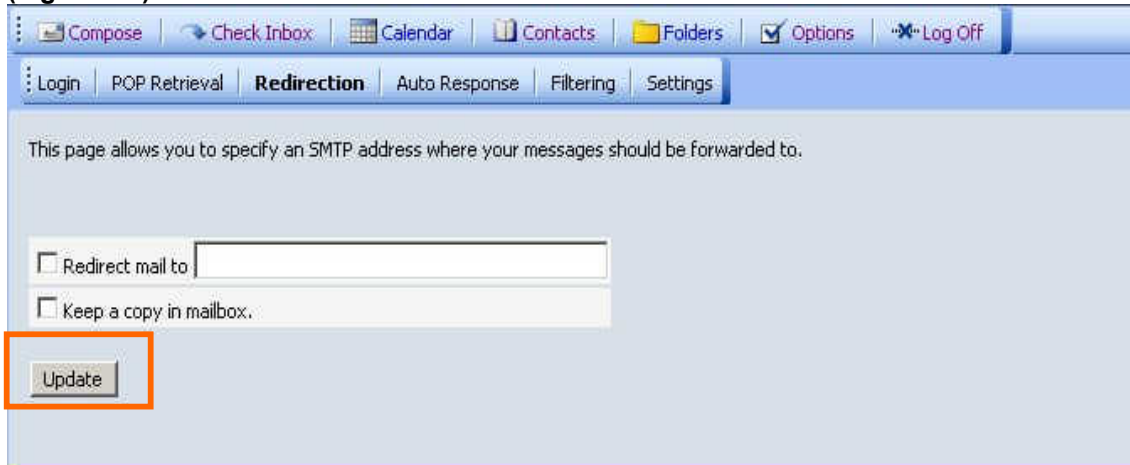 Compose Check Inbox Calendar Contacts Folders Options Log Off
Login POP Retrieval Redirection Auto Response Filtering Settings
This page allows you to specify an SMTP address where your messages should be forwarded to.
Redirect mail to
Keep a copy in mailbox.
Update